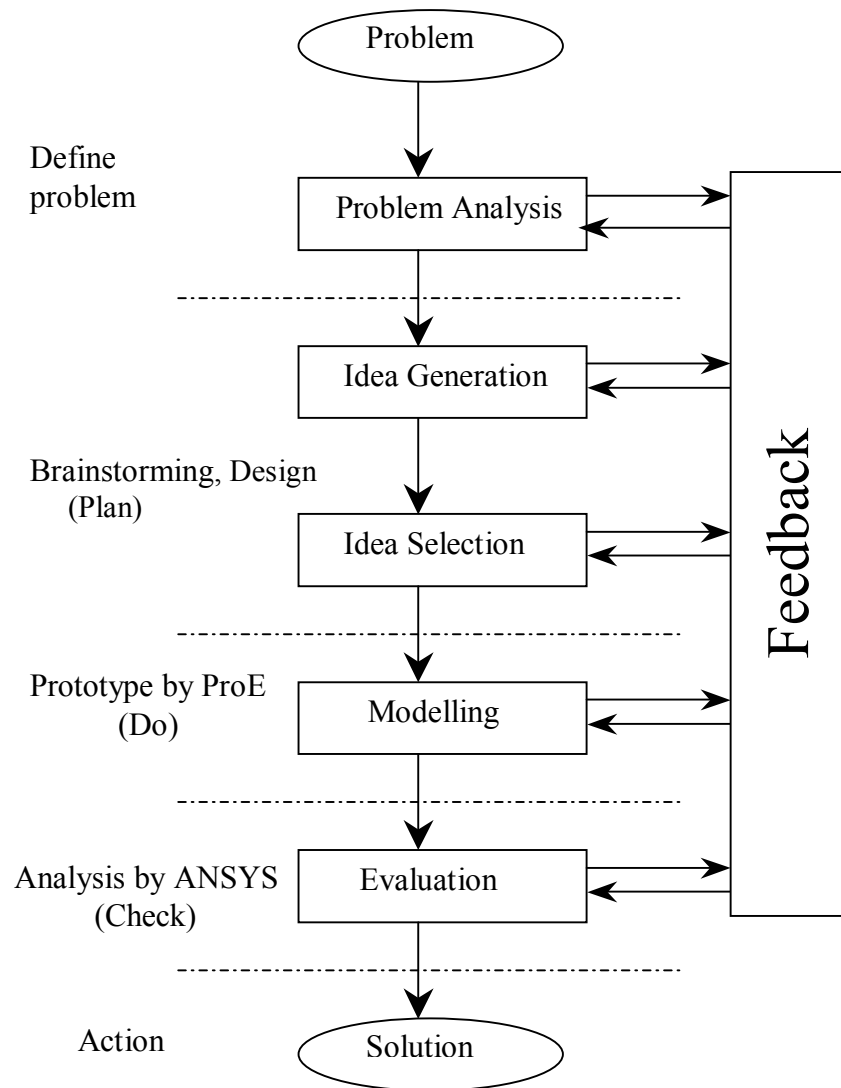 Problem
Define
problem
Problem Analysis
Idea Generation
Brainstorming, Design
(Plan)
Idea Selection
Feedback
Prototype by ProE
(Do)
Modelling
Analysis by ANSYS
(Check)
Evaluation
Action
Solution